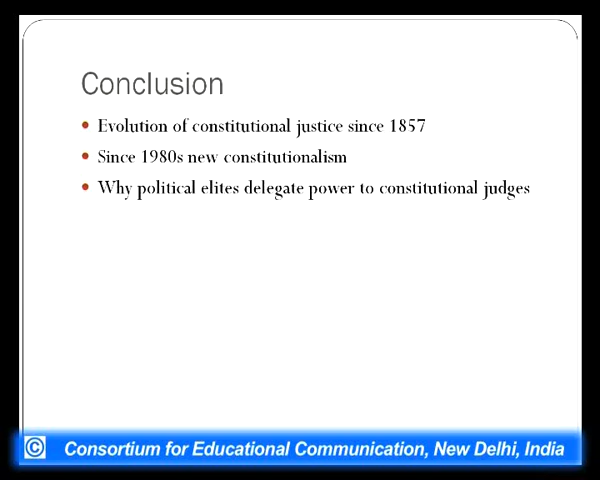 Conclusion
• Evolution of constitutional justice since 1857
• Since 1980s new constitutionalism
• Why political elites delegate power to constitutional judges
© Consortium for Educational Communication, New Delhi, India